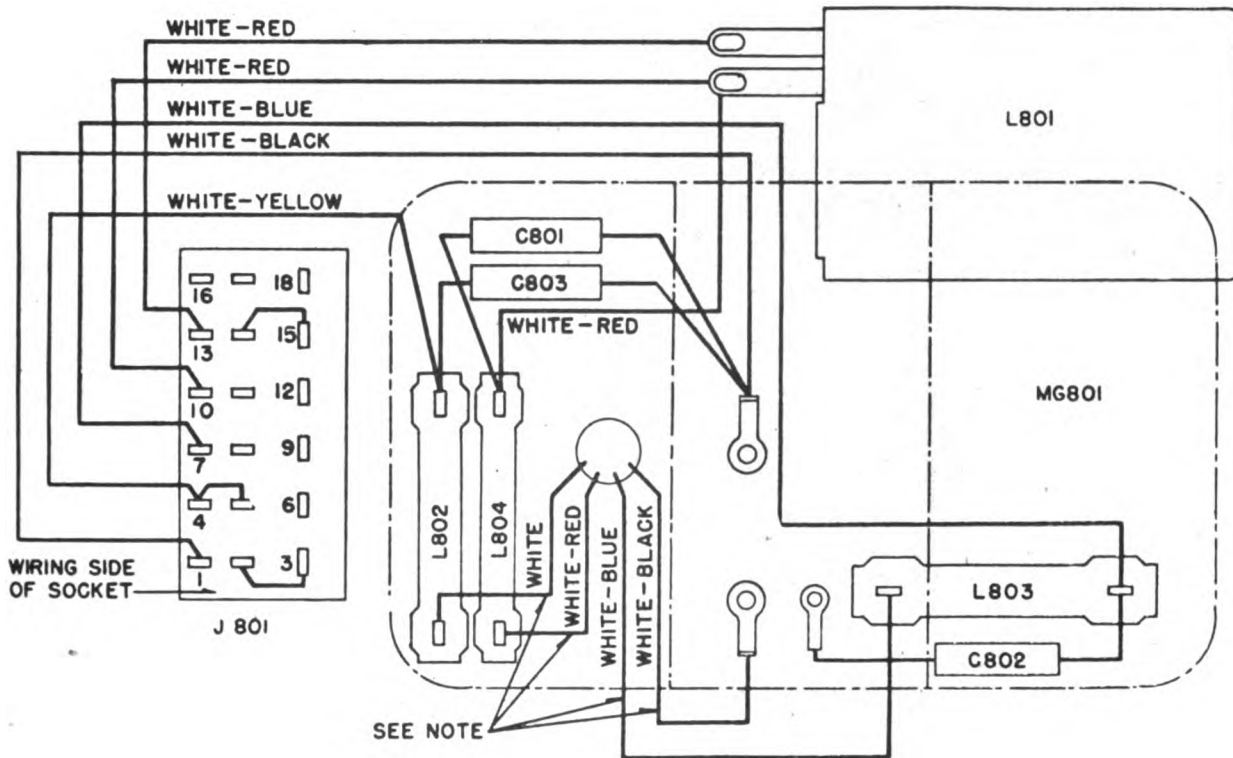 WHITE-RED
WHITE-RED
WHITE-BLUE
WHITE-BLACK
WHITE-YELLOW
L801
C801
C803
WHITE-RED
MG801
16
18
13
15
10
12
7
9
4
6
1
3
WIRING SIDE
OF SOCKET
J 801
L802
L804
WHITE
WHITE-RED
WHITE-BLUE
WHITE-BLACK
L803
C802
SEE NOTE